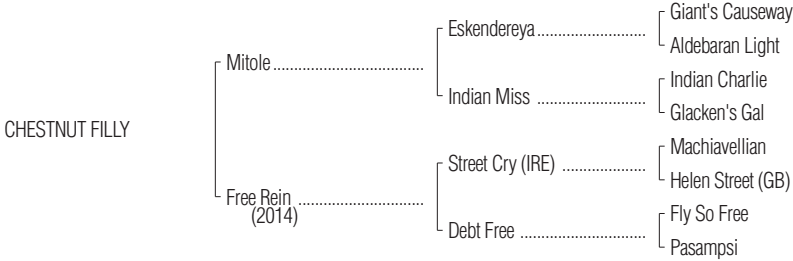 Giant's Causeway
Eskendereya
Aldebaran Light
Mitole
Indian Charlie
Indian Miss
Glacken's Gal
CHESTNUT FILLY
Machiavellian
Street Cry (IRE)
Helen Street (GB)
Free Rein
(2014)
Fly So Free
Debt Free
Pasampsi